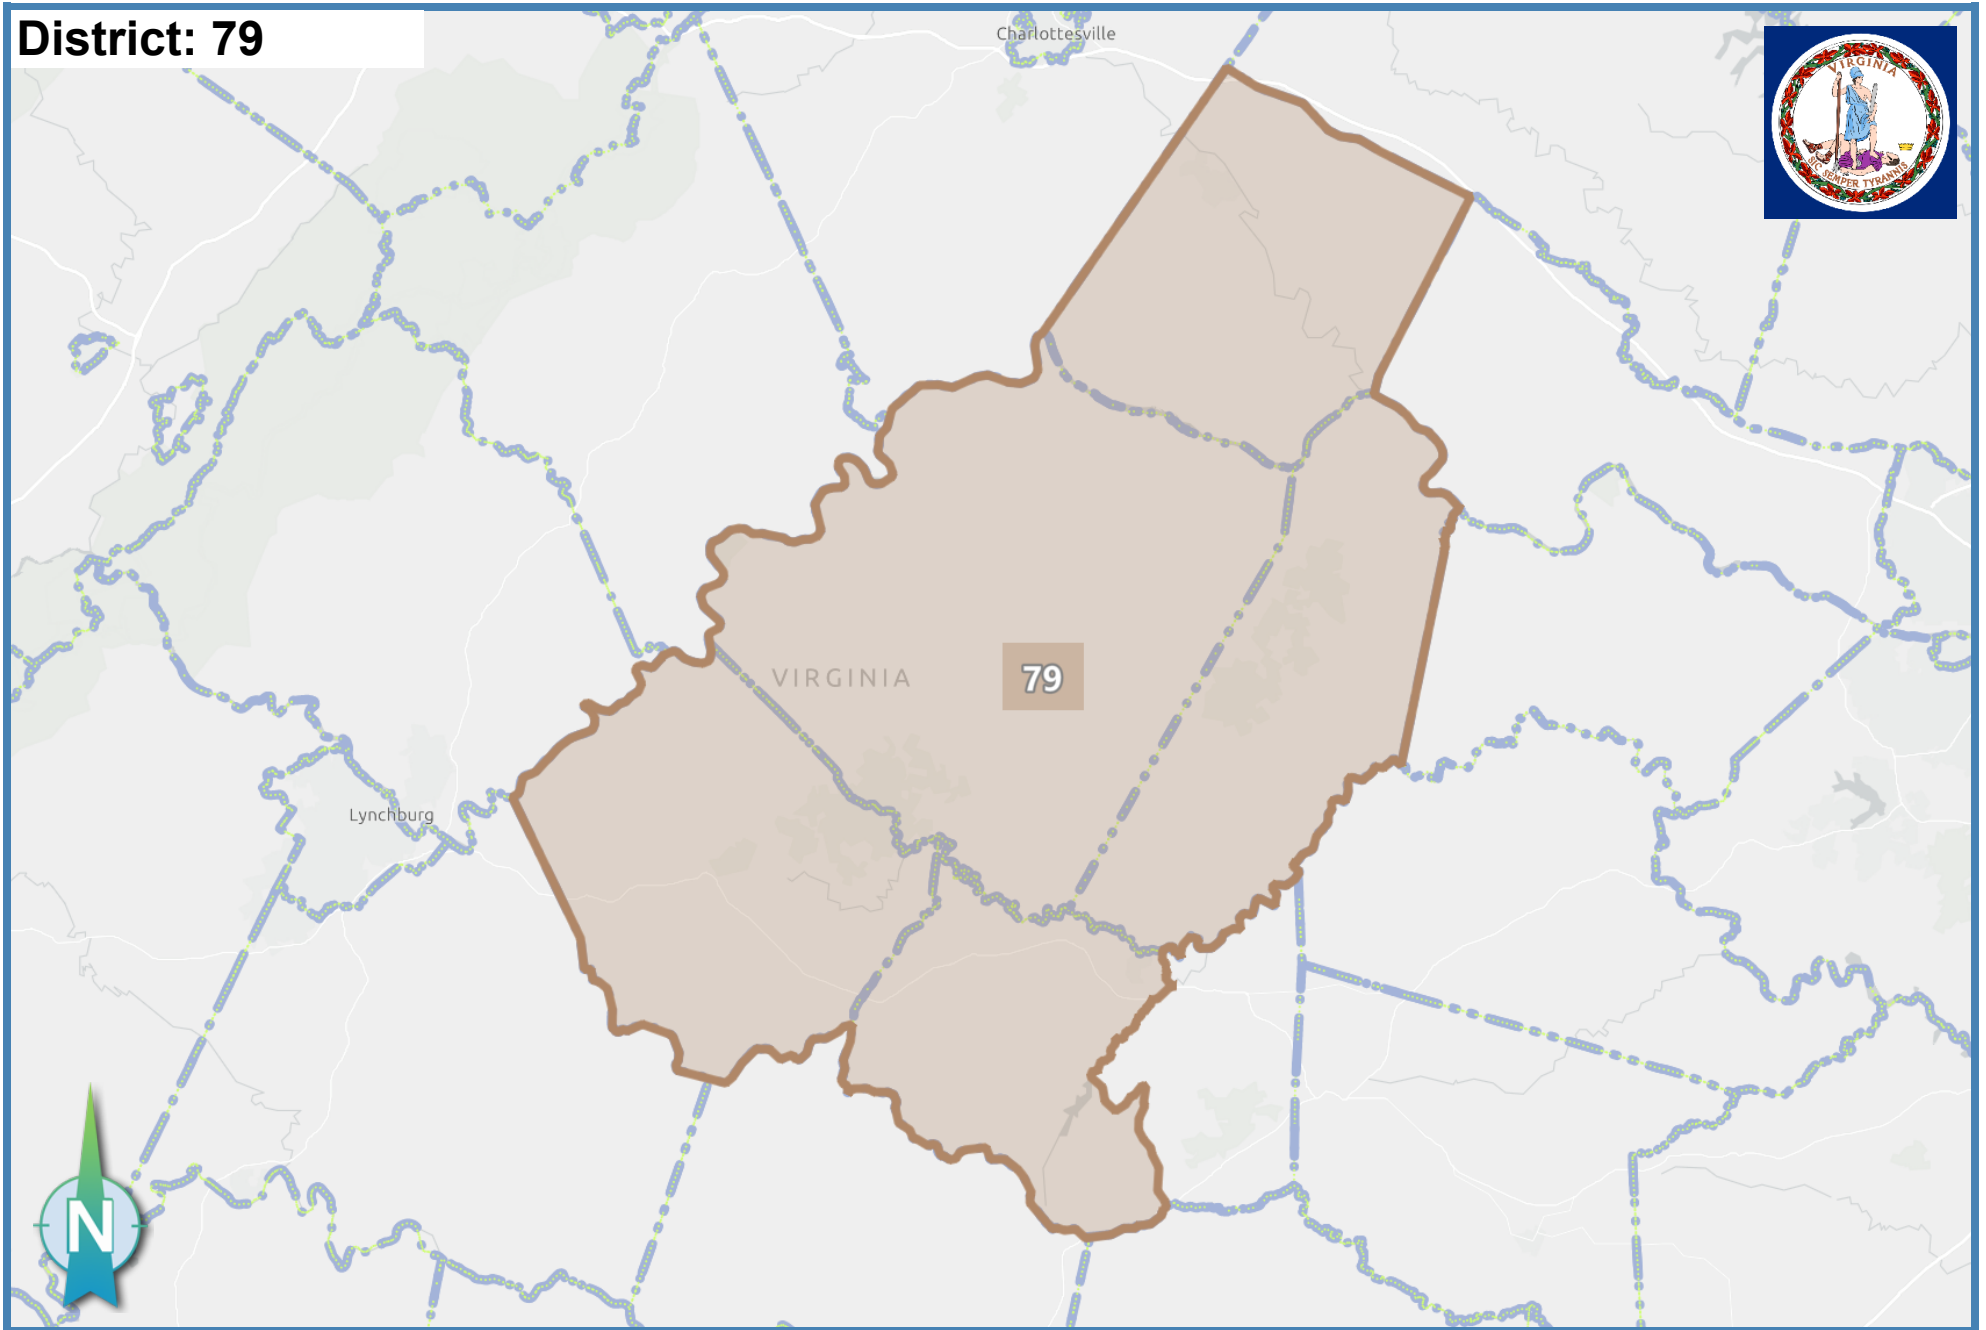 District: 79
Charlottesville
VIRGINIA
SIC SEMPER TYRANNIS
VIRGINIA
79
Lynchburg
N